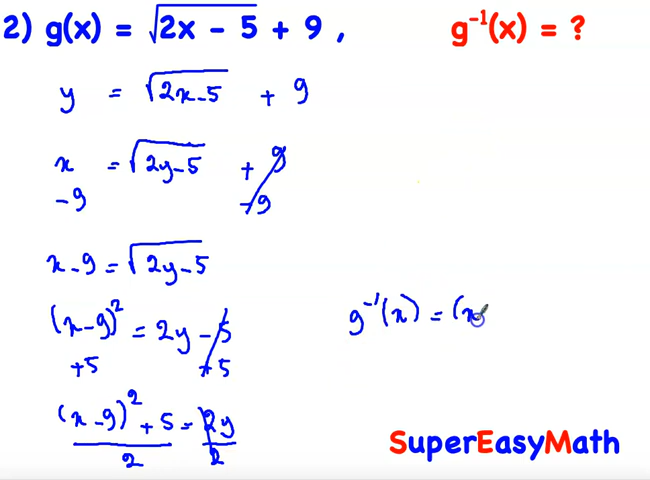 2) g(x) = √(2x - 5) + 9 ,
g⁻¹(x) = ?
y = √(2x-5) + 9
x = √(2y-5) + 9
-9 -9
x-9 = √(2y-5)
(x-9)² = 2y - 5
+5 +5
(x-9)² + 5 = 2y
2 2
g⁻¹(x) = (x
SuperEasyMath